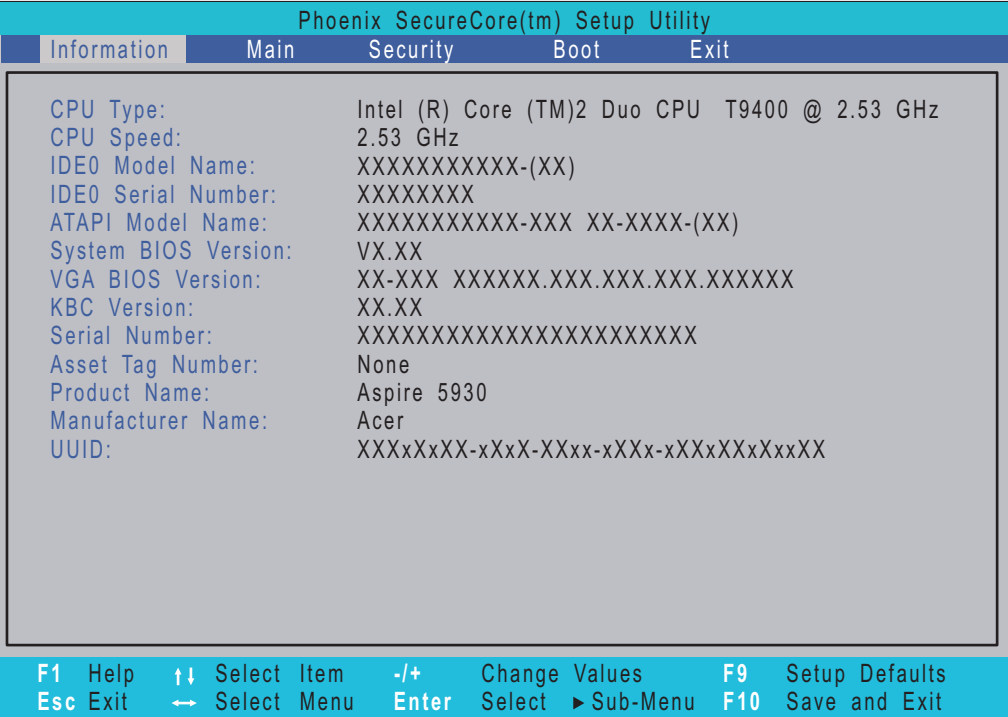 Phoenix SecureCore(tm) Setup Utility
Information Main Security Boot Exit
CPU Type: Intel (R) Core (TM)2 Duo CPU T9400 @ 2.53 GHz
CPU Speed: 2.53 GHz
IDE0 Model Name: XXXXXXXXXXX-(XX)
IDE0 Serial Number: XXXXXXXX
ATAPI Model Name: XXXXXXXXXXX-XXX XX-XXXX-(XX)
System BIOS Version: VX.XX
VGA BIOS Version: XX-XXX XXXXXX.XXX.XXX.XXX.XXXXXX
KBC Version: XX.XX
Serial Number: XXXXXXXXXXXXXXXXXXXXXXX
Asset Tag Number: None
Product Name: Aspire 5930
Manufacturer Name: Acer
UUID: XXXxXxXX-xXxX-XXxx-xXXx-xXXxXXxXxxXX
F1 Help ↑↓ Select Item -/+ Change Values F9 Setup Defaults
Esc Exit ↔ Select Menu Enter Select ►Sub-Menu F10 Save and Exit